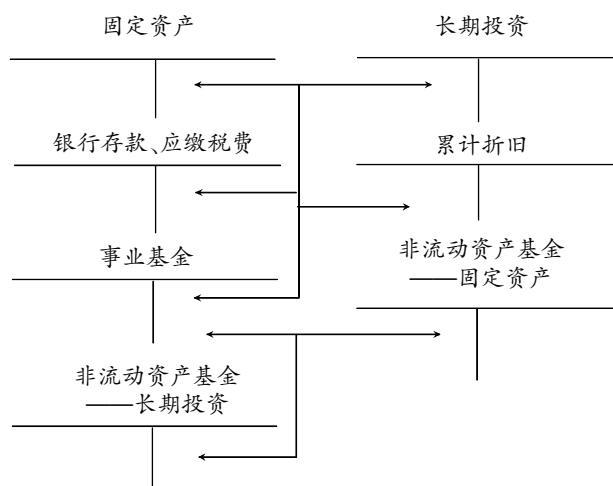 固定资产
长期投资
银行存款、应缴税费
累计折旧
事业基金
非流动资产基金
——固定资产
非流动资产基金
——长期投资